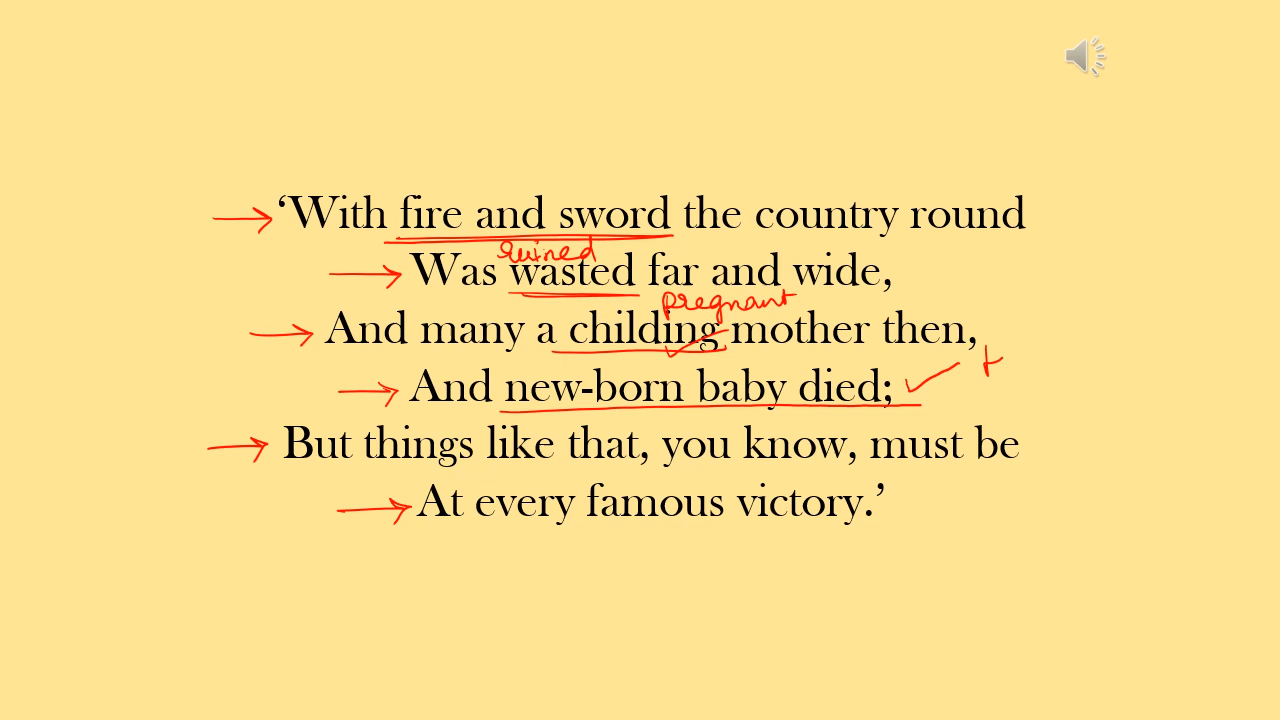 ‘With fire and sword the country round
ruined
Was wasted far and wide,
pregnant
And many a childing mother then,
And new-born baby died;
But things like that, you know, must be
At every famous victory.’